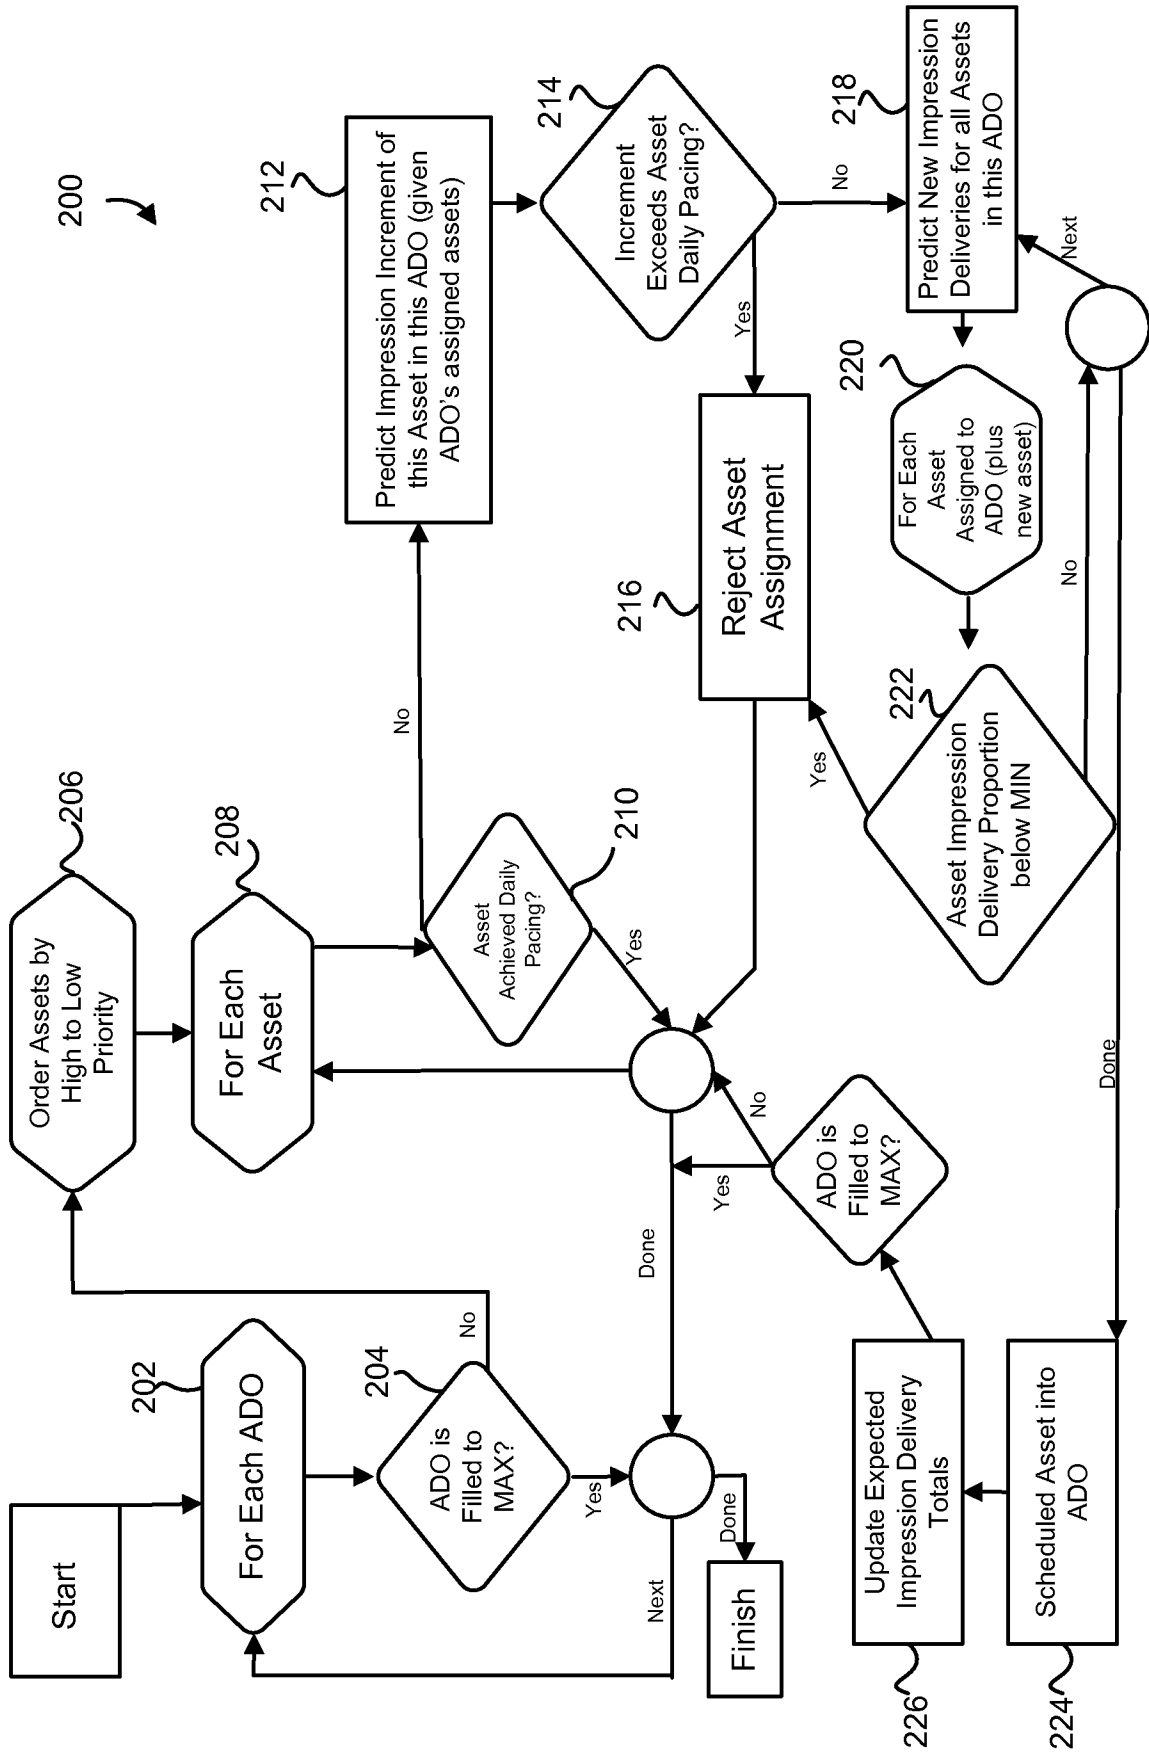 200
Start
202
For Each ADO
204
ADO is
Filled to
MAX?
No
Yes
Next
Done
Finish
206
Order Assets by
High to Low
Priority
208
For Each
Asset
210
Asset
Achieved Daily
Pacing?
No
Yes
Done
212
Predict Impression Increment of
this Asset in this ADO (given
ADO's assigned assets)
214
Increment
Exceeds Asset
Daily Pacing?
Yes
No
216
Reject Asset
Assignment
218
Predict New Impression
Deliveries for all Assets
in this ADO
220
For Each
Asset
Assigned to
ADO (plus
new asset)
222
Asset Impression
Delivery Proportion
below MIN
Yes
No
Next
Done
224
Scheduled Asset into
ADO
226
Update Expected
Impression Delivery
Totals
ADO is
Filled to
MAX?
Yes
No